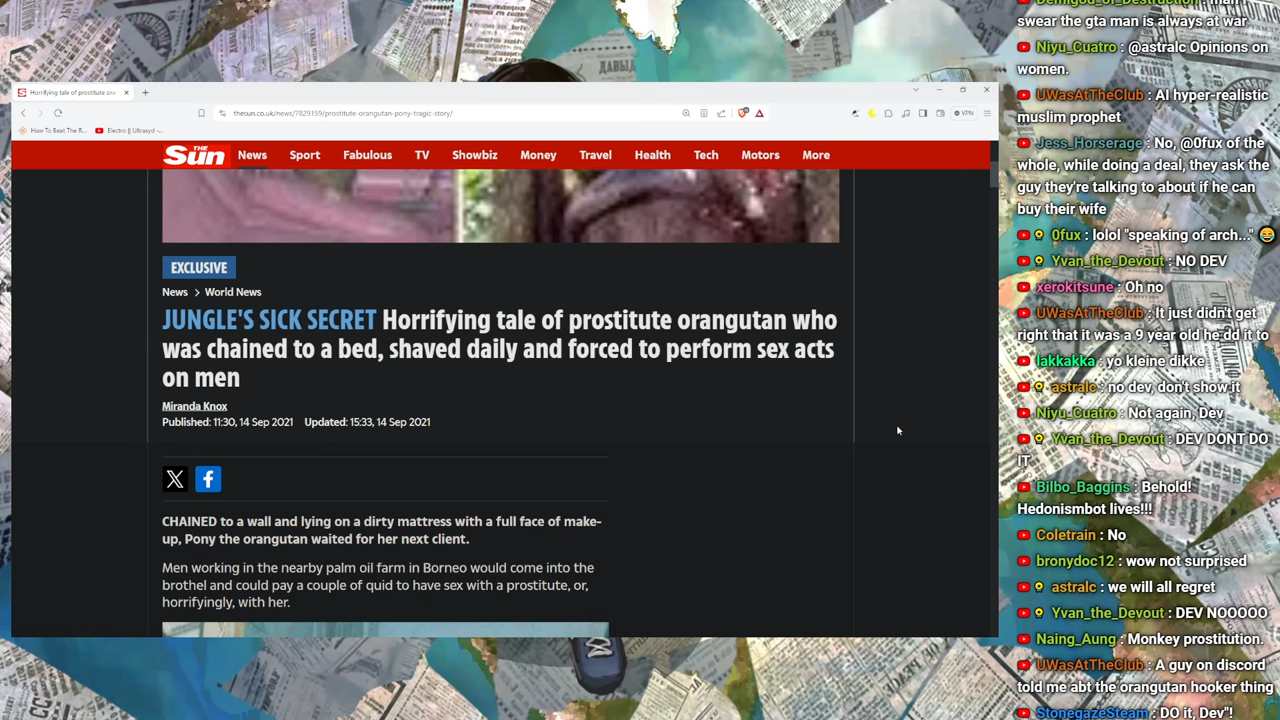 ДАВЫД
Horrifying tale of prostitute ora
thesun.co.uk/news/7829159/prostitute-orangutan-pony-tragic-story/
VPN
How To Beat The R...
Electro || Ultrasyd -...
THE Sun
News
Sport
Fabulous
TV
Showbiz
Money
Travel
Health
Tech
Motors
More
EXCLUSIVE
News > World News
JUNGLE'S SICK SECRET Horrifying tale of prostitute orangutan who
was chained to a bed, shaved daily and forced to perform sex acts
on men
Miranda Knox
Published: 11:30, 14 Sep 2021 Updated: 15:33, 14 Sep 2021
CHAINED to a wall and lying on a dirty mattress with a full face of make-
up, Pony the orangutan waited for her next client.
Men working in the nearby palm oil farm in Borneo would come into the
brothel and could pay a couple of quid to have sex with a prostitute, or,
horrifyingly, with her.
Demigod_of_Destruction : man I
swear the gta man is always at war
Niyu_Cuatro : @astralc Opinions on
women.
UWasAtTheClub : AI hyper-realistic
muslim prophet
Jess_Horserage : No, @0fux of the
whole, while doing a deal, they ask the
guy they're talking to about if he can
buy their wife
0fux : lolol "speaking of arch..."
Yvan_the_Devout : NO DEV
xerokitsune : Oh no
UWasAtTheClub : It just didn't get
right that it was a 9 year old he dd it to
lakkakka : yo kleine dikke
astralc : no dev, don't show it
Niyu_Cuatro : Not again, Dev
Yvan_the_Devout : DEV DONT DO
IT
Bilbo_Baggins : Behold!
Hedonismbot lives!!!
Coletrain : No
bronydoc12 : wow not surprised
astralc : we will all regret
Yvan_the_Devout : DEV NOOOOO
Naing_Aung : Monkey prostitution.
UWasAtTheClub : A guy on discord
told me abt the orangutan hooker thing
StonegazeSteam : DO it, Dev"!